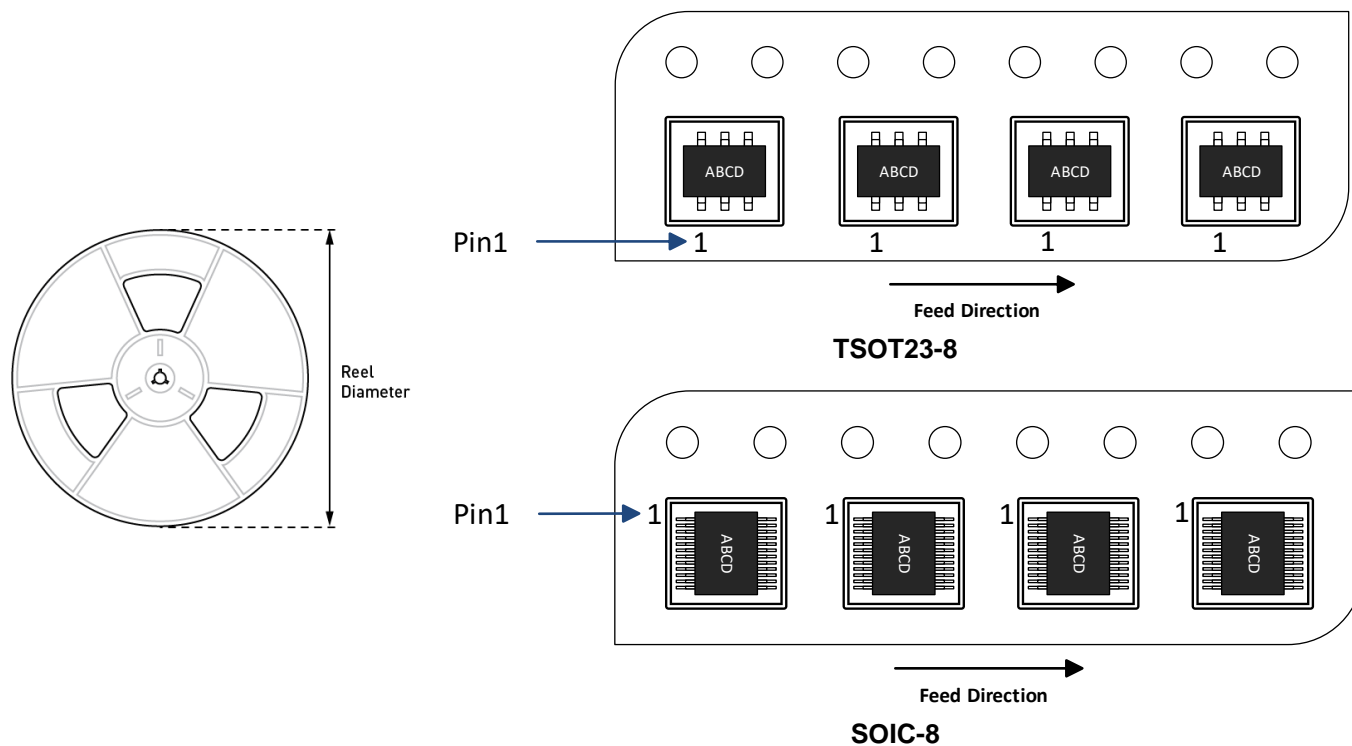 ABCD ABCD ABCD ABCD
Pin1 1 1 1 1
Feed Direction
TSOT23-8
Reel
Diameter
Pin1 1 1 1 1
ABCD ABCD ABCD ABCD
Feed Direction
SOIC-8